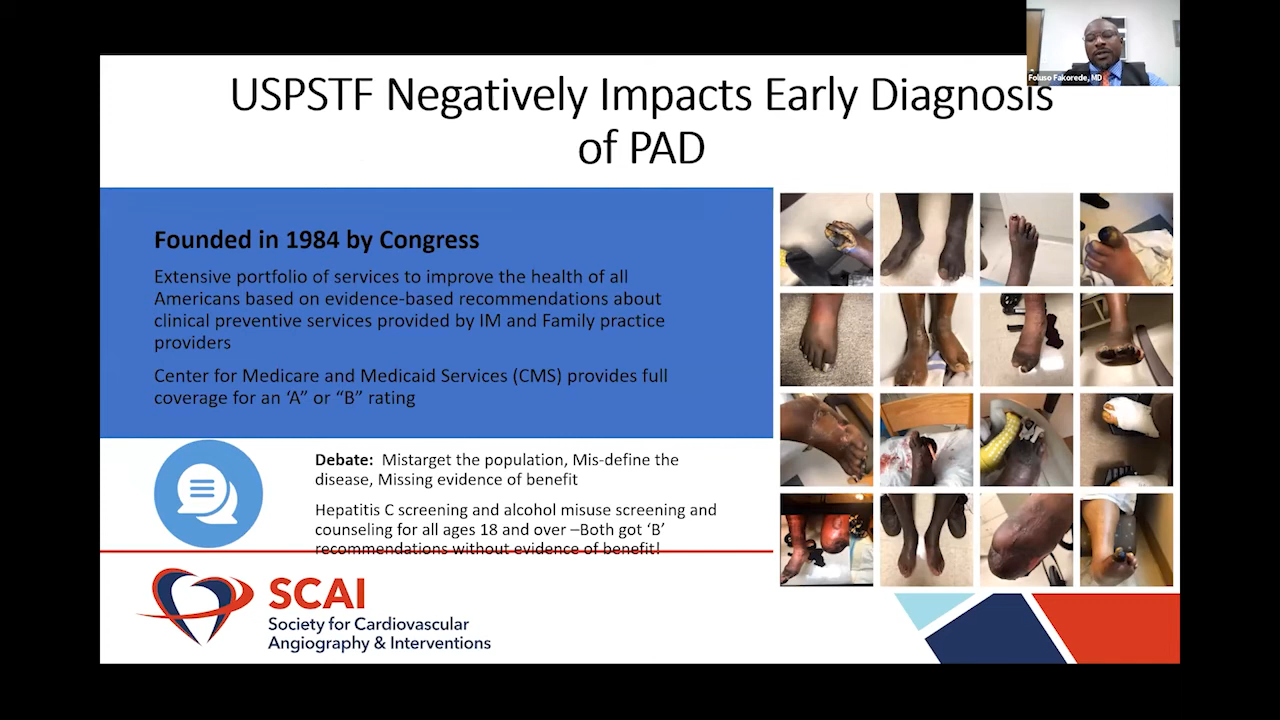 Foluso Fakorede, MD
USPSTF Negatively Impacts Early Diagnosis
of PAD
Founded in 1984 by Congress
Extensive portfolio of services to improve the health of all
Americans based on evidence-based recommendations about
clinical preventive services provided by IM and Family practice
providers
Center for Medicare and Medicaid Services (CMS) provides full
coverage for an ‘A” or “B” rating
Debate:  Mistarget the population, Mis-define the
disease, Missing evidence of benefit
Hepatitis C screening and alcohol misuse screening and
counseling for all ages 18 and over –Both got ‘B’
recommendations without evidence of benefit!
SCAI
Society for Cardiovascular
Angiography & Interventions